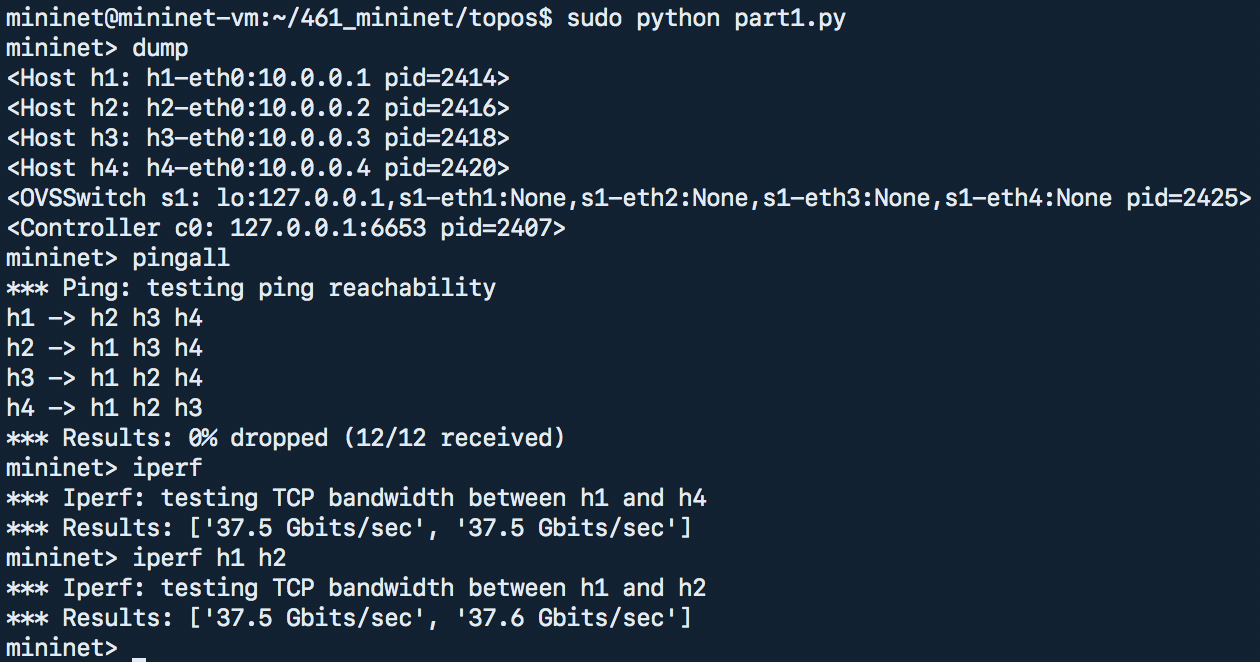 mininet@mininet-vm:~/461_mininet/topos$ sudo python part1.py
mininet> dump
<Host h1: h1-eth0:10.0.0.1 pid=2414>
<Host h2: h2-eth0:10.0.0.2 pid=2416>
<Host h3: h3-eth0:10.0.0.3 pid=2418>
<Host h4: h4-eth0:10.0.0.4 pid=2420>
<OVSSwitch s1: lo:127.0.0.1,s1-eth1:None,s1-eth2:None,s1-eth3:None,s1-eth4:None pid=2425>
<Controller c0: 127.0.0.1:6653 pid=2407>
mininet> pingall
*** Ping: testing ping reachability
h1 -> h2 h3 h4
h2 -> h1 h3 h4
h3 -> h1 h2 h4
h4 -> h1 h2 h3
*** Results: 0% dropped (12/12 received)
mininet> iperf
*** Iperf: testing TCP bandwidth between h1 and h4
*** Results: ['37.5 Gbits/sec', '37.5 Gbits/sec']
mininet> iperf h1 h2
*** Iperf: testing TCP bandwidth between h1 and h2
*** Results: ['37.5 Gbits/sec', '37.6 Gbits/sec']
mininet>